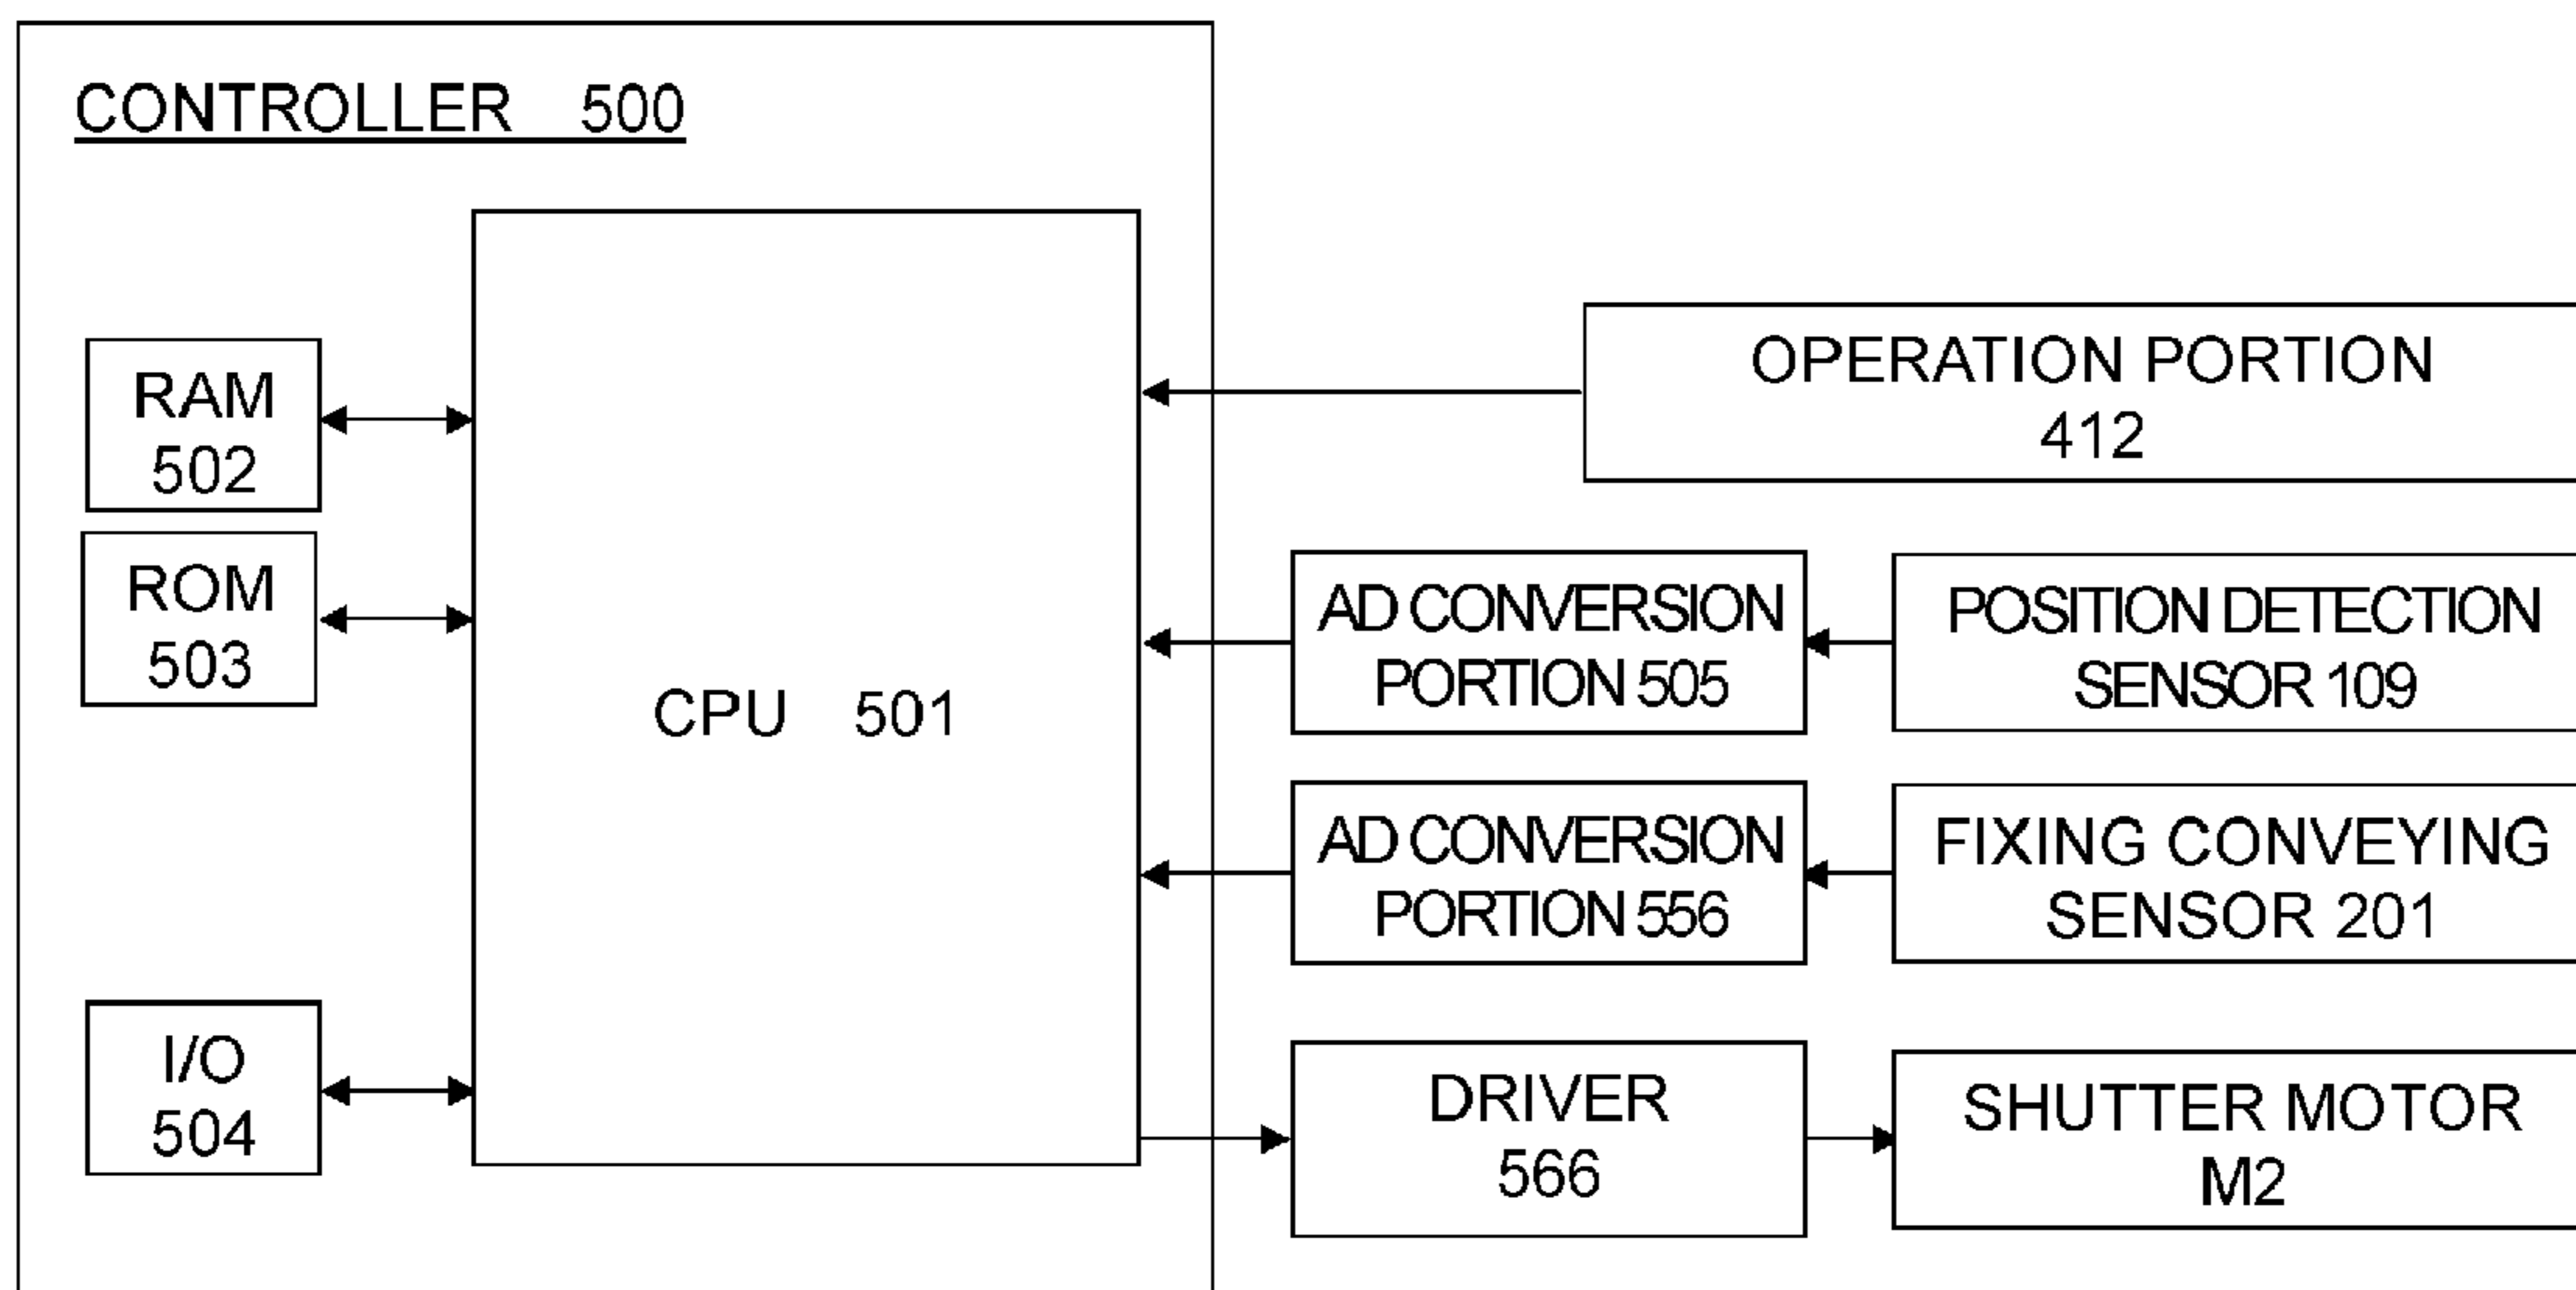 CONTROLLER 500
RAM
502
ROM
503
I/O
504
CPU 501
OPERATION PORTION
412
AD CONVERSION
PORTION 505
POSITION DETECTION
SENSOR 109
AD CONVERSION
PORTION 556
FIXING CONVEYING
SENSOR 201
DRIVER
566
SHUTTER MOTOR
M2